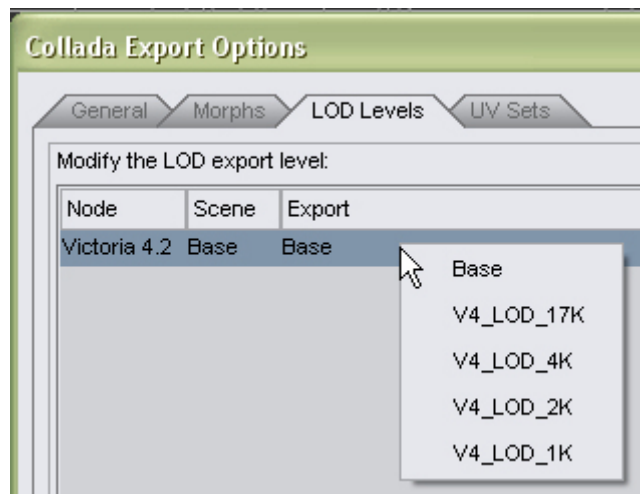 Collada Export Options
General Morphs LOD Levels UV Sets
Modify the LOD export level:
Node Scene Export
Victoria 4.2 Base Base
Base
V4_LOD_17K
V4_LOD_4K
V4_LOD_2K
V4_LOD_1K